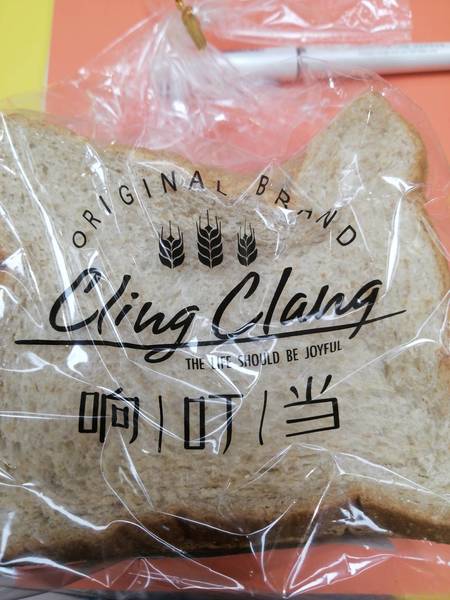 ORIGINAL BRAND
Cling Clang
THE LIFE SHOULD BE JOYFUL
响|叮|当